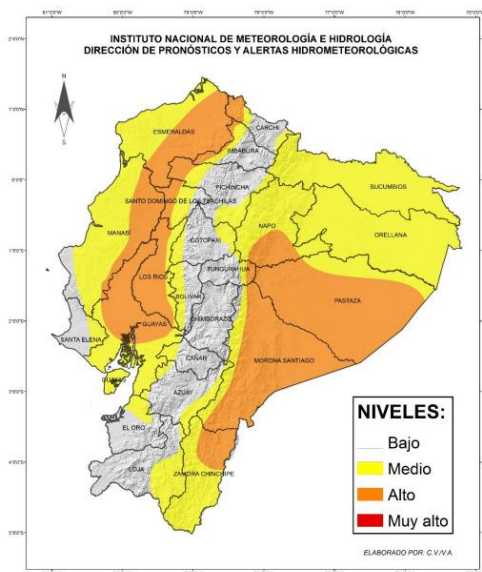 INSTITUTO NACIONAL DE METEOROLOGÍA E HIDROLOGÍA
DIRECCIÓN DE PRONÓSTICOS Y ALERTAS HIDROMETEOROLÓGICAS
N
S
ESMERALDAS
CARCHI
IMBABURA
PICHINCHA
SUCUMBIOS
SANTO DOMINGO DE LOS TSACHILAS
NAPO
MANABI
ORELLANA
COTOPAXI
TUNGURAHUA
LOS RIOS
BOLIVAR
PASTAZA
CHIMBORAZO
GUAYAS
SANTA ELENA
MORONA SANTIAGO
CAÑAR
GUAYAS
AZUAY
EL ORO
LOJA
ZAMORA CHINCHIPE
NIVELES:
Bajo
Medio
Alto
Muy alto
ELABORADO POR. C.V./V.A.